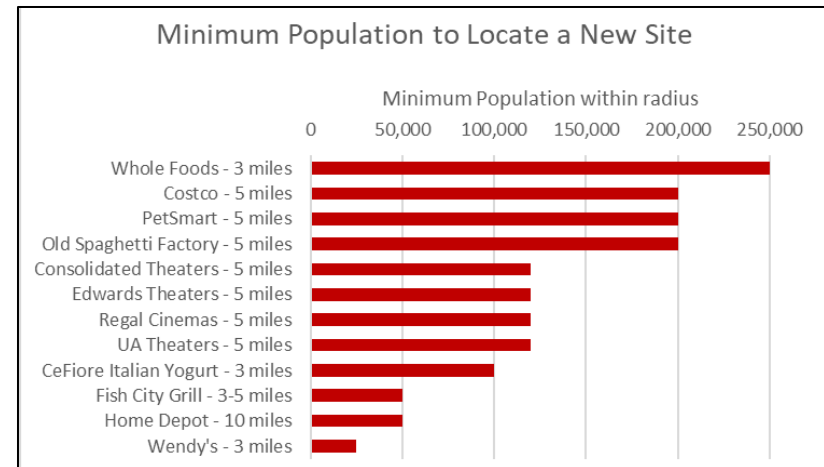 Minimum Population to Locate a New Site
Minimum Population within radius
0 50,000 100,000 150,000 200,000 250,000
Whole Foods - 3 miles
Costco - 5 miles
PetSmart - 5 miles
Old Spaghetti Factory - 5 miles
Consolidated Theaters - 5 miles
Edwards Theaters - 5 miles
Regal Cinemas - 5 miles
UA Theaters - 5 miles
CeFiore Italian Yogurt - 3 miles
Fish City Grill - 3-5 miles
Home Depot - 10 miles
Wendy's - 3 miles